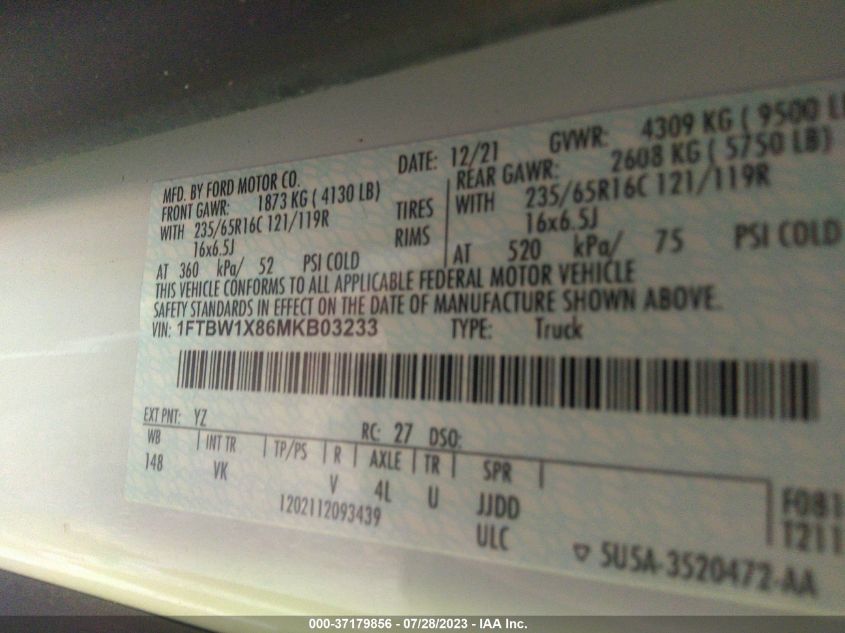 MFD. BY FORD MOTOR CO. DATE: 12/21 GVWR: 4309 KG ( 9500 L
FRONT GAWR: 1873 KG ( 4130 LB) REAR GAWR: 2608 KG ( 5750 LB)
WITH 235/65R16C 121/119R TIRES WITH 235/65R16C 121/119R
16x6.5J RIMS 16x6.5J
AT 360 kPa/ 52 PSI COLD AT 520 kPa/ 75 PSI COLD
THIS VEHICLE CONFORMS TO ALL APPLICABLE FEDERAL MOTOR VEHICLE
SAFETY STANDARDS IN EFFECT ON THE DATE OF MANUFACTURE SHOWN ABOVE.
VIN: 1FTBW1X86MKB03233 TYPE: Truck
EXT PNT: YZ RC: 27 DSO:
WB INT TR TP/PS R AXLE TR SPR
148 VK V 4L U JJDD F081
1202112093439 ULC T211
5U5A-3520472-AA
000-37179856 / 07/28/2023 - IAA Inc.